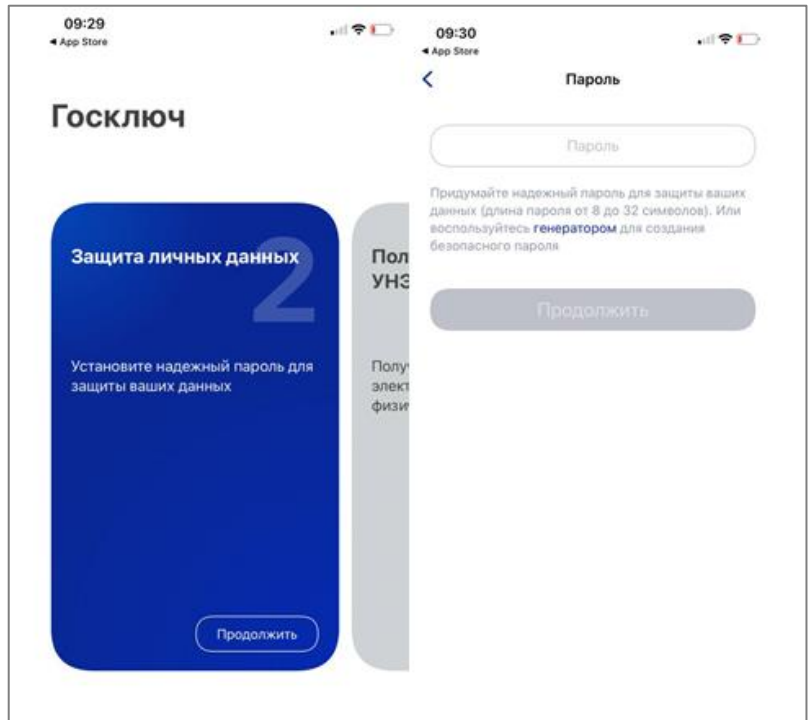 09:29
◀ App Store
Госключ
Защита личных данных
2
Установите надежный пароль для
защиты ваших данных
Продолжить
Пол
УНЭ
Полу
элект
физи
09:30
◀ App Store
Пароль
Пароль
Придумайте надежный пароль для защиты ваших
данных (длина пароля от 8 до 32 символов). Или
воспользуйтесь генератором для создания
безопасного пароля
Продолжить